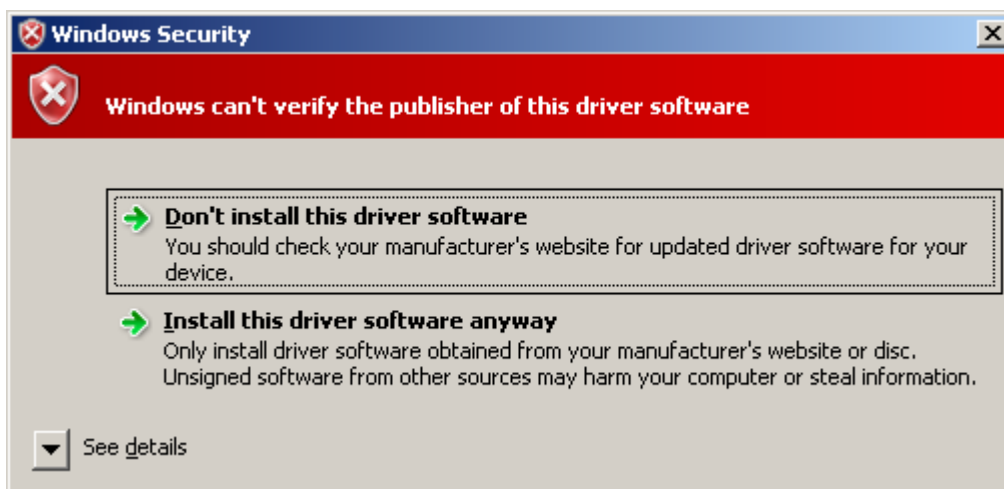 Windows Security
Windows can't verify the publisher of this driver software
Don't install this driver software
You should check your manufacturer's website for updated driver software for your
device.
Install this driver software anyway
Only install driver software obtained from your manufacturer's website or disc.
Unsigned software from other sources may harm your computer or steal information.
See details